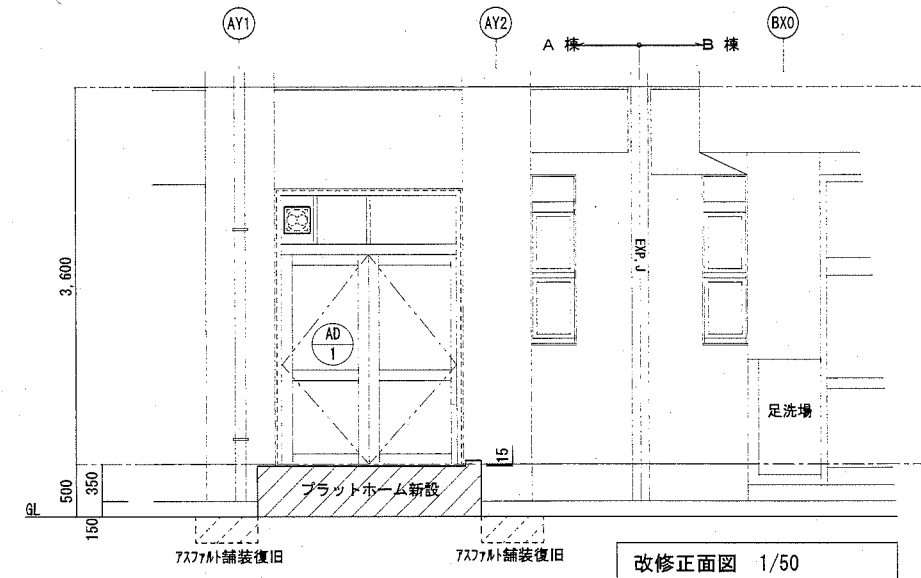 AY1
AY2
BX0
A 棟
B 棟
3,600
EXP.J
AD
1
足洗場
15
500
350
プラットホーム新設
GL
150
アスファルト舗装復旧
アスファルト舗装復旧
改修正面図 1/50